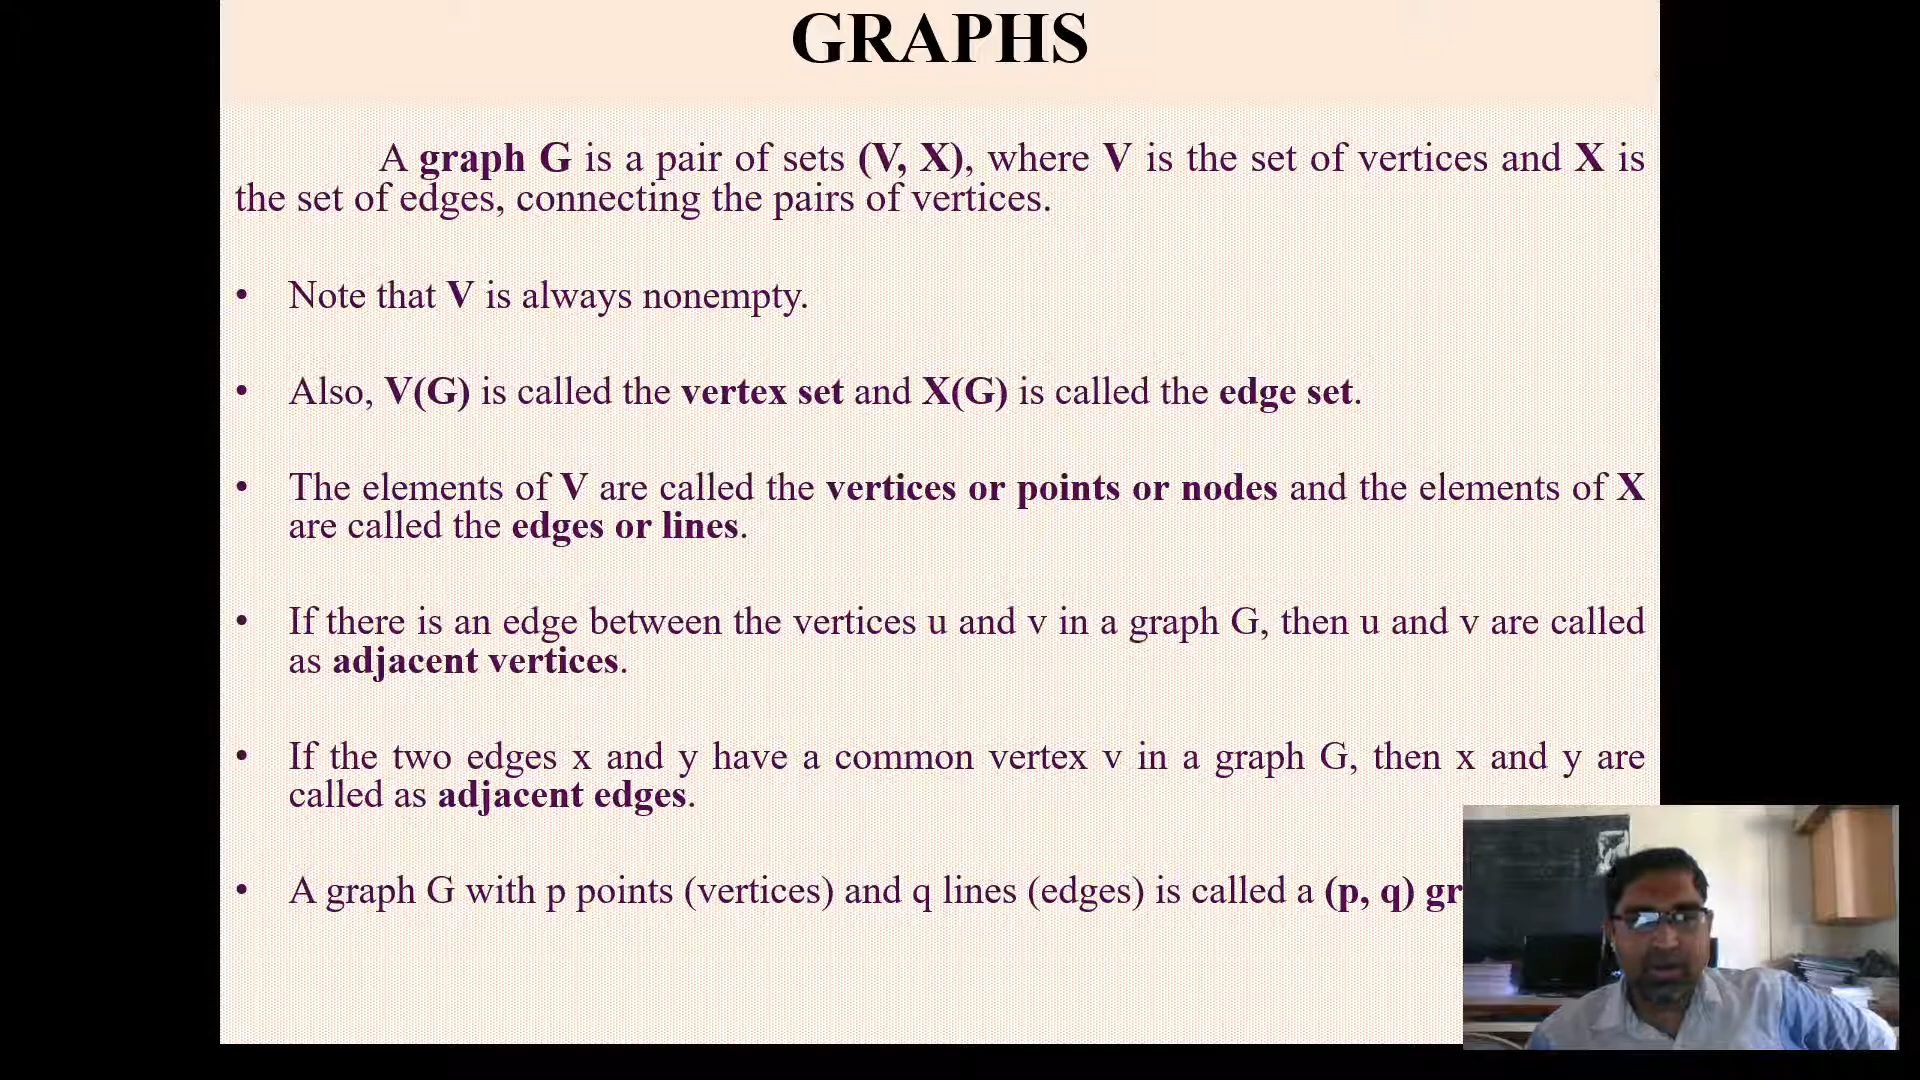 GRAPHS
A graph G is a pair of sets (V, X), where V is the set of vertices and X is
the set of edges, connecting the pairs of vertices.
• Note that V is always nonempty.
• Also, V(G) is called the vertex set and X(G) is called the edge set.
• The elements of V are called the vertices or points or nodes and the elements of X
are called the edges or lines.
• If there is an edge between the vertices u and v in a graph G, then u and v are called
as adjacent vertices.
• If the two edges x and y have a common vertex v in a graph G, then x and y are
called as adjacent edges.
• A graph G with p points (vertices) and q lines (edges) is called a (p, q) gr